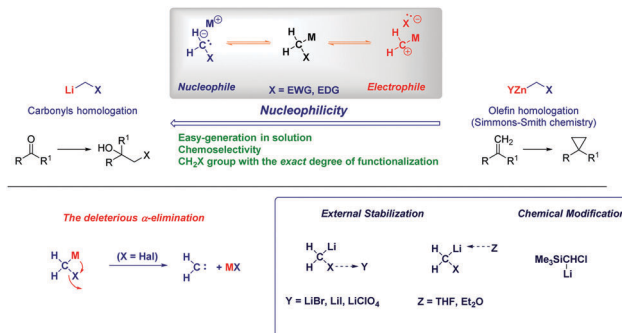 M⊕
H⊖
H C:
X
H M
H C
X
X⊖
H M
H C
⊕
Nucleophile
X = EWG, EDG
Electrophile
Li X
Carbonyls homologation
Nucleophilicity
YZn X
Olefin homologation
(Simmons-Smith chemistry)
Easy-generation in solution
Chemoselectivity
CH₂X group with the exact degree of functionalization
O
R R¹
HO R¹
R X
CH₂
R R¹
R R¹
The deleterious α-elimination
H M
C
H X
(X = Hal)
H
C: + MX
H
External Stabilization
H Li
C
H X Y
Y = LiBr, LiI, LiClO₄
H Li Z
C
H X
Z = THF, Et₂O
Chemical Modification
Me₃SiCHCl
Li